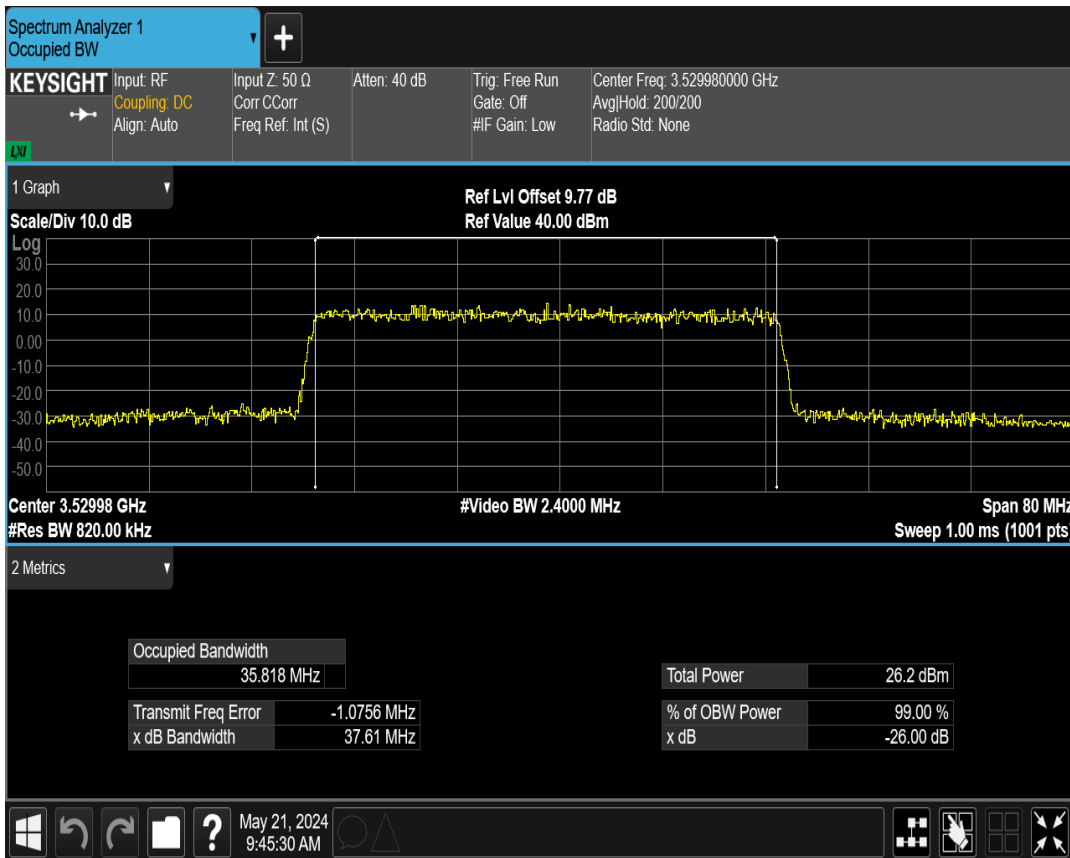 Spectrum Analyzer 1
Occupied BW
KEYSIGHT
Input: RF
Coupling: DC
Align: Auto
Input Z: 50 Ω
Corr CCorr
Freq Ref: Int (S)
Atten: 40 dB
Trig: Free Run
Gate: Off
#IF Gain: Low
Center Freq: 3.529980000 GHz
Avg|Hold: 200/200
Radio Std: None
LXI
1 Graph
Scale/Div 10.0 dB
Ref Lvl Offset 9.77 dB
Ref Value 40.00 dBm
Log
30.0
20.0
10.0
0.00
-10.0
-20.0
-30.0
-40.0
-50.0
Center 3.52998 GHz
#Video BW 2.4000 MHz
Span 80 MHz
#Res BW 820.00 kHz
Sweep 1.00 ms (1001 pts)
2 Metrics
Occupied Bandwidth
35.818 MHz
Total Power 26.2 dBm
Transmit Freq Error -1.0756 MHz
% of OBW Power 99.00 %
x dB Bandwidth 37.61 MHz
x dB -26.00 dB
?
May 21, 2024
9:45:30 AM